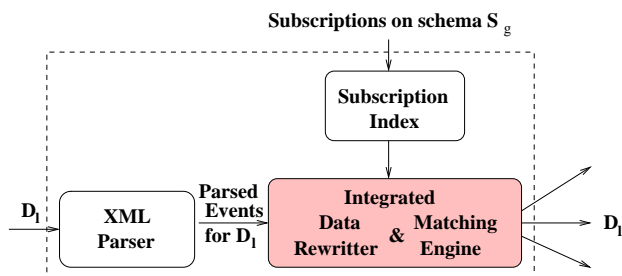 Subscriptions on schema S g
Subscription
Index
D l
XML
Parser
Parsed
Events
for D l
Integrated
Data Rewritter & Matching Engine
D l